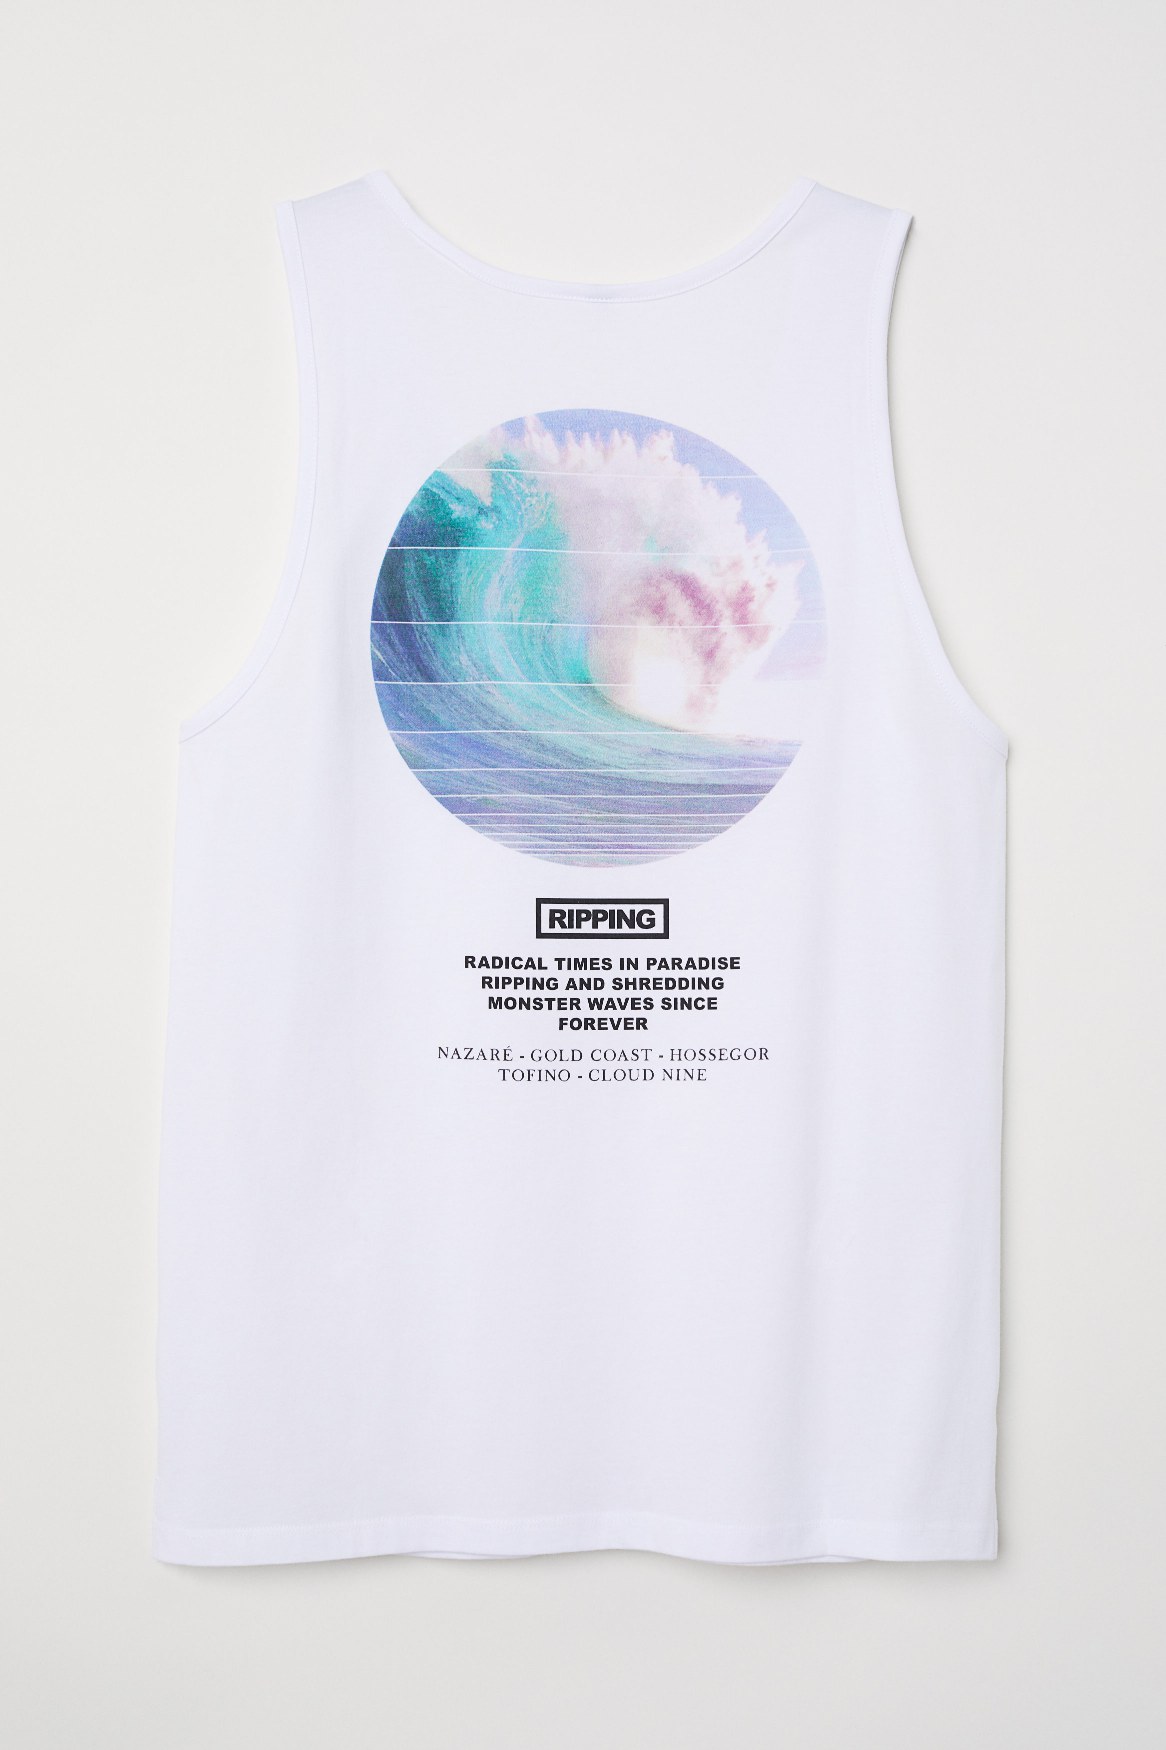 RIPPING
RADICAL TIMES IN PARADISE
RIPPING AND SHREDDING
MONSTER WAVES SINCE
FOREVER
NAZARÉ - GOLD COAST - HOSSEGOR
TOFINO - CLOUD NINE